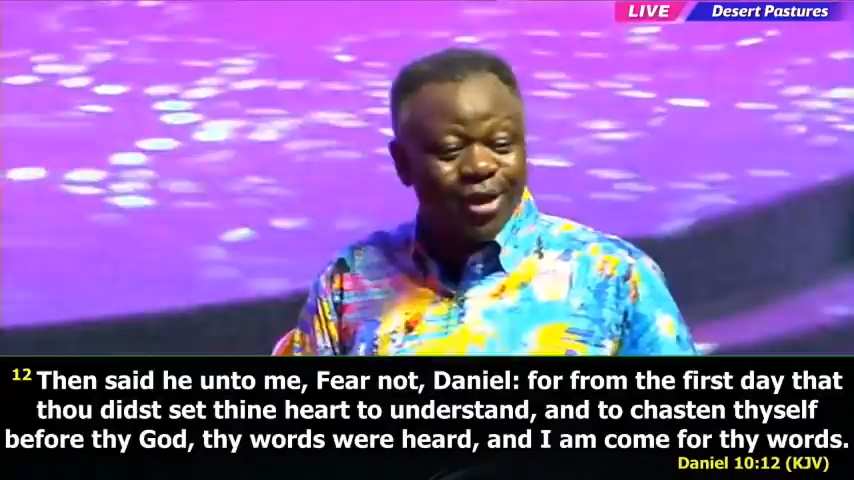 LIVE Desert Pastures
12 Then said he unto me, Fear not, Daniel: for from the first day that
thou didst set thine heart to understand, and to chasten thyself
before thy God, thy words were heard, and I am come for thy words.
Daniel 10:12 (KJV)